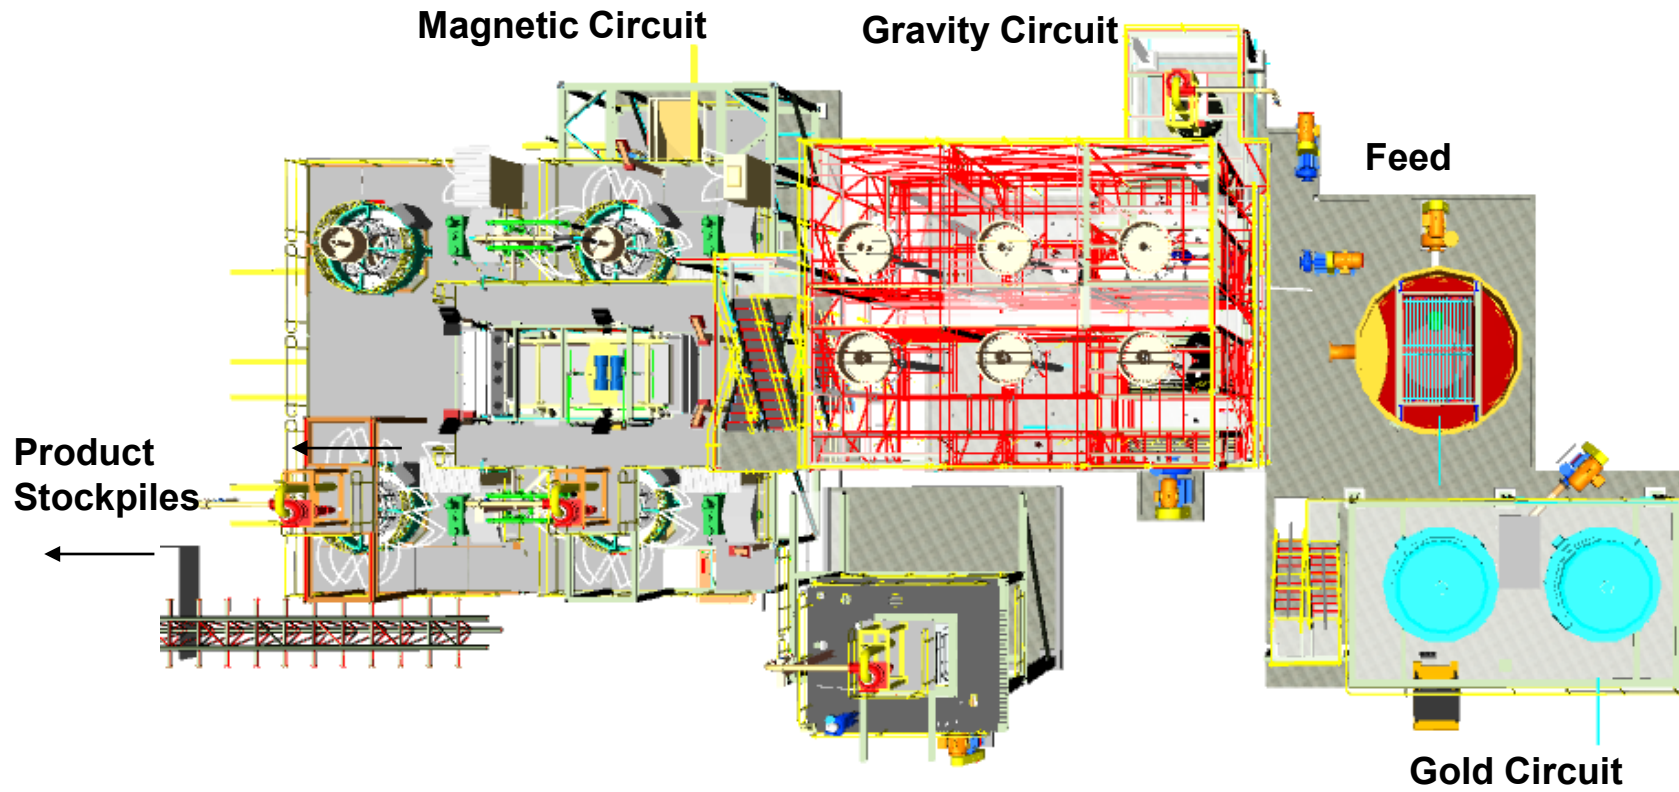 Magnetic Circuit
Gravity Circuit
Feed
Product
Stockpiles
Gold Circuit